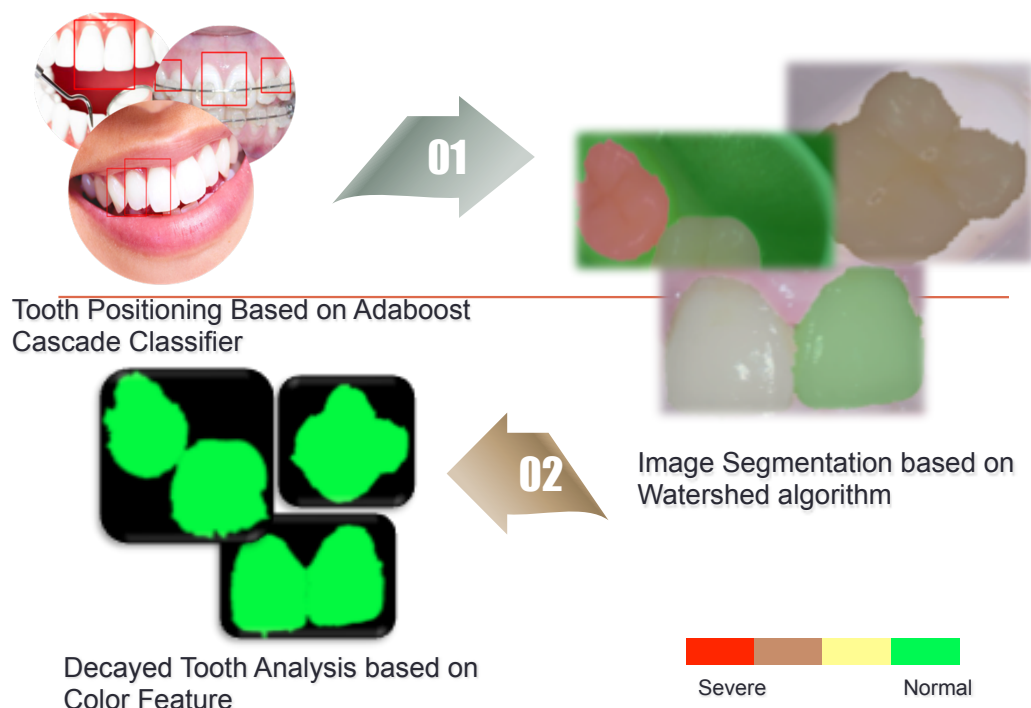 01
Tooth Positioning Based on Adaboost
Cascade Classifier
02
Image Segmentation based on
Watershed algorithm
Decayed Tooth Analysis based on
Color Feature
Severe
Normal